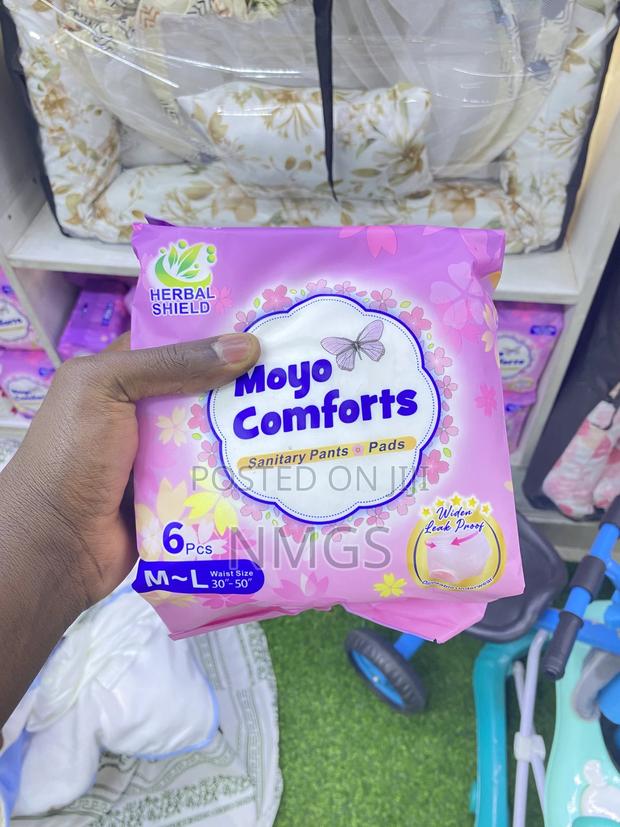 HERBAL
SHIELD
Moyo
Comforts
Sanitary Pants Pads
POSTED ON JIJI
NMGS
6Pcs
M~L Waist Size
30"-50"
Widen
Leak Proof